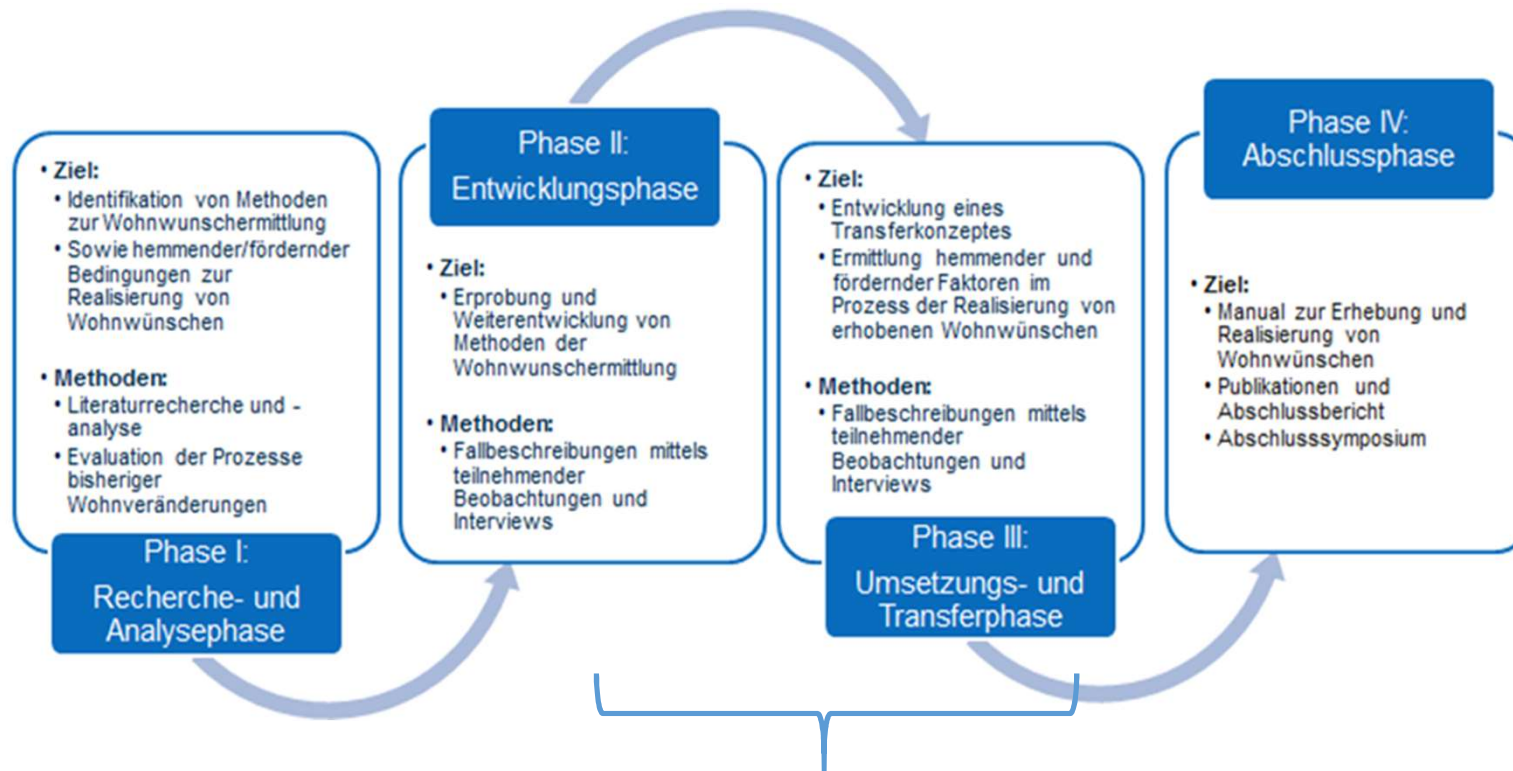 • Ziel:
• Identifikation von Methoden
zur Wohnwunschermittlung
• Sowie hemmender/fördernder
Bedingungen zur
Realisierung von
Wohnwünschen
• Methoden:
• Literaturrecherche und -
analyse
• Evaluation der Prozesse
bisheriger
Wohnveränderungen
Phase I:
Recherche- und
Analysephase
Phase II:
Entwicklungsphase
• Ziel:
• Erprobung und
Weiterentwicklung von
Methoden der
Wohnwunschermittlung
• Methoden:
• Fallbeschreibungen mittels
teilnehmender
Beobachtungen und
Interviews
• Ziel:
• Entwicklung eines
Transferkonzeptes
• Ermittlung hemmender und
fördernder Faktoren im
Prozess der Realisierung von
erhobenen Wohnwünschen
• Methoden:
• Fallbeschreibungen mittels
teilnehmender
Beobachtungen und
Interviews
Phase III:
Umsetzungs- und
Transferphase
Phase IV:
Abschlussphase
• Ziel:
• Manual zur Erhebung und
Realisierung von
Wohnwünschen
• Publikationen und
Abschlussbericht
• Abschlusssymposium